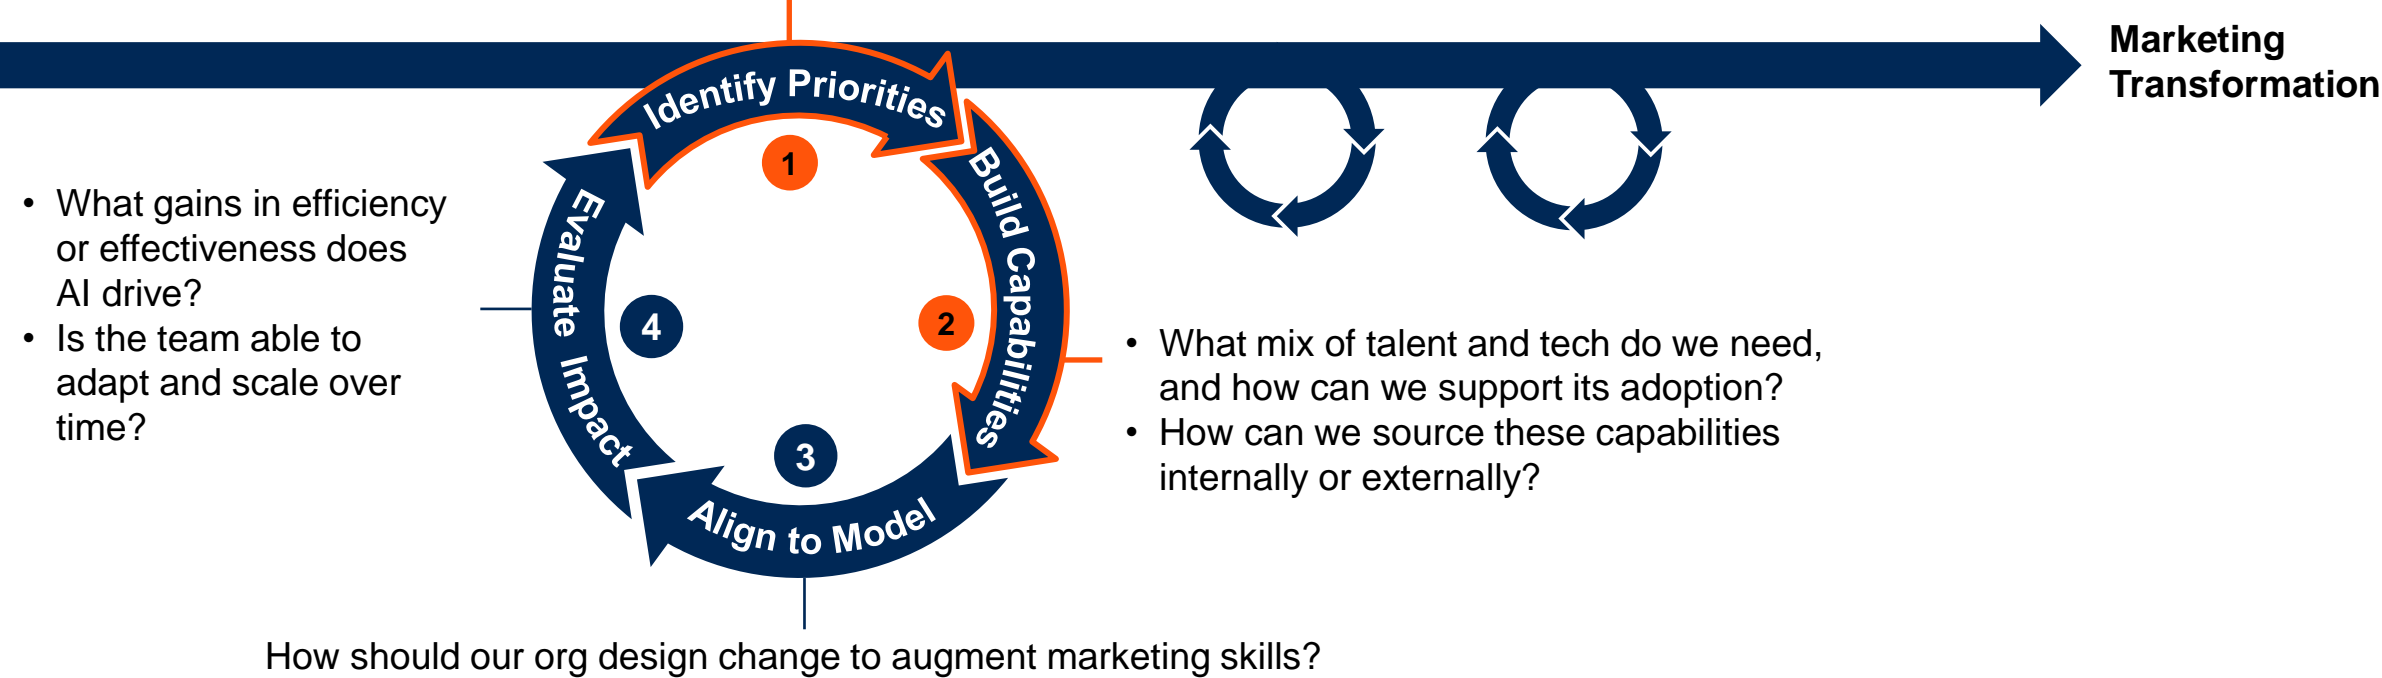 Marketing
Transformation
Identify Priorities
1
Build Capabilities
2
• What mix of talent and tech do we need,
and how can we support its adoption?
• How can we source these capabilities
internally or externally?
Align to Model
3
How should our org design change to augment marketing skills?
Evaluate Impact
4
• What gains in efficiency
or effectiveness does
AI drive?
• Is the team able to
adapt and scale over
time?